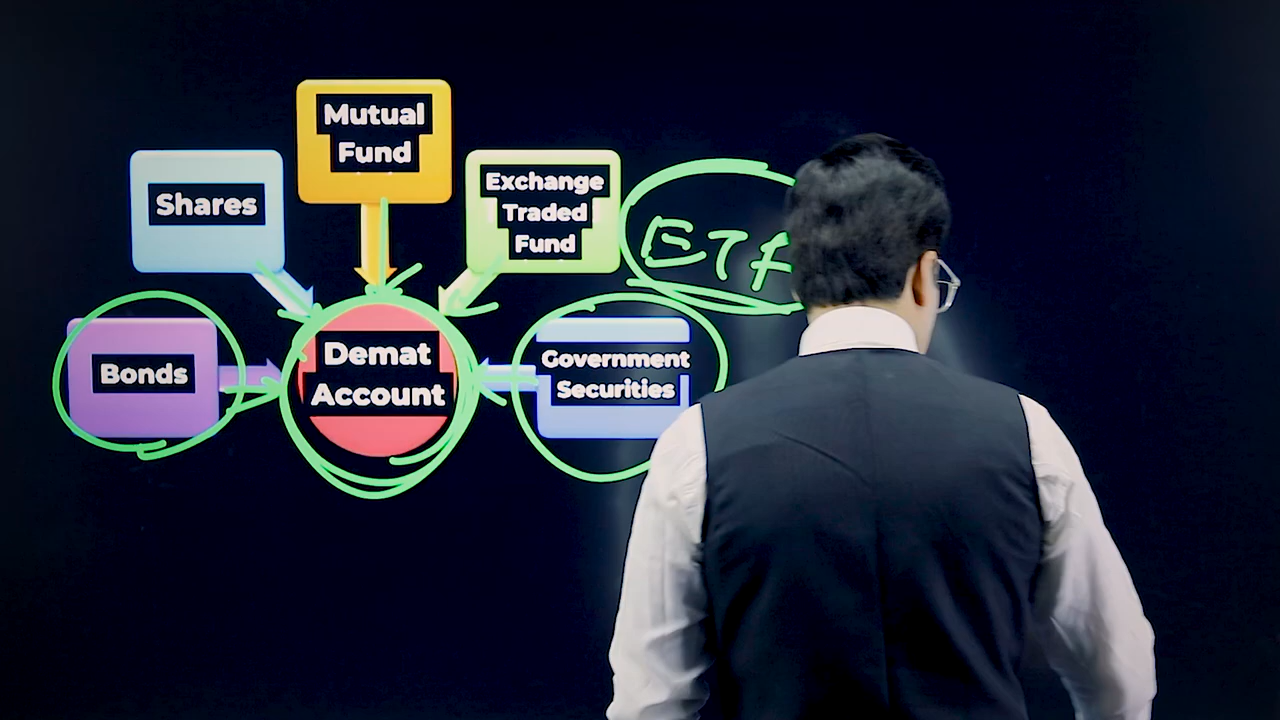 Mutual
Fund
Shares
Exchange
Traded
Fund
ETF
Bonds
Demat
Account
Government
Securities